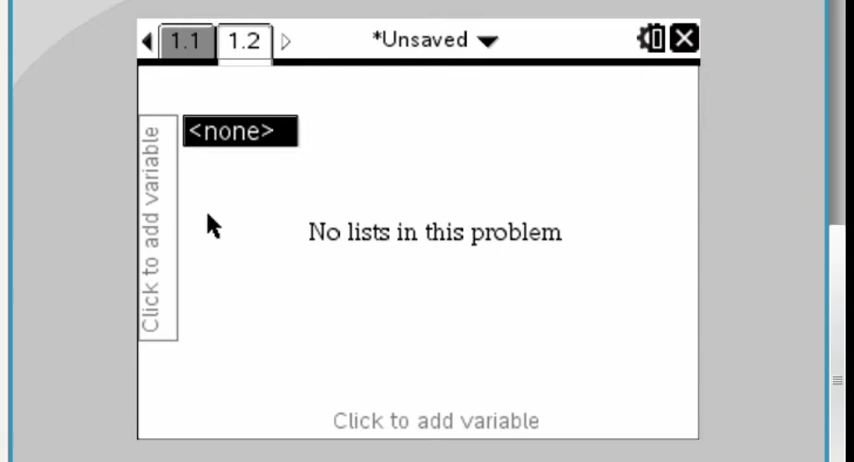 1.1 1.2 *Unsaved
<none>
Click to add variable
No lists in this problem
Click to add variable